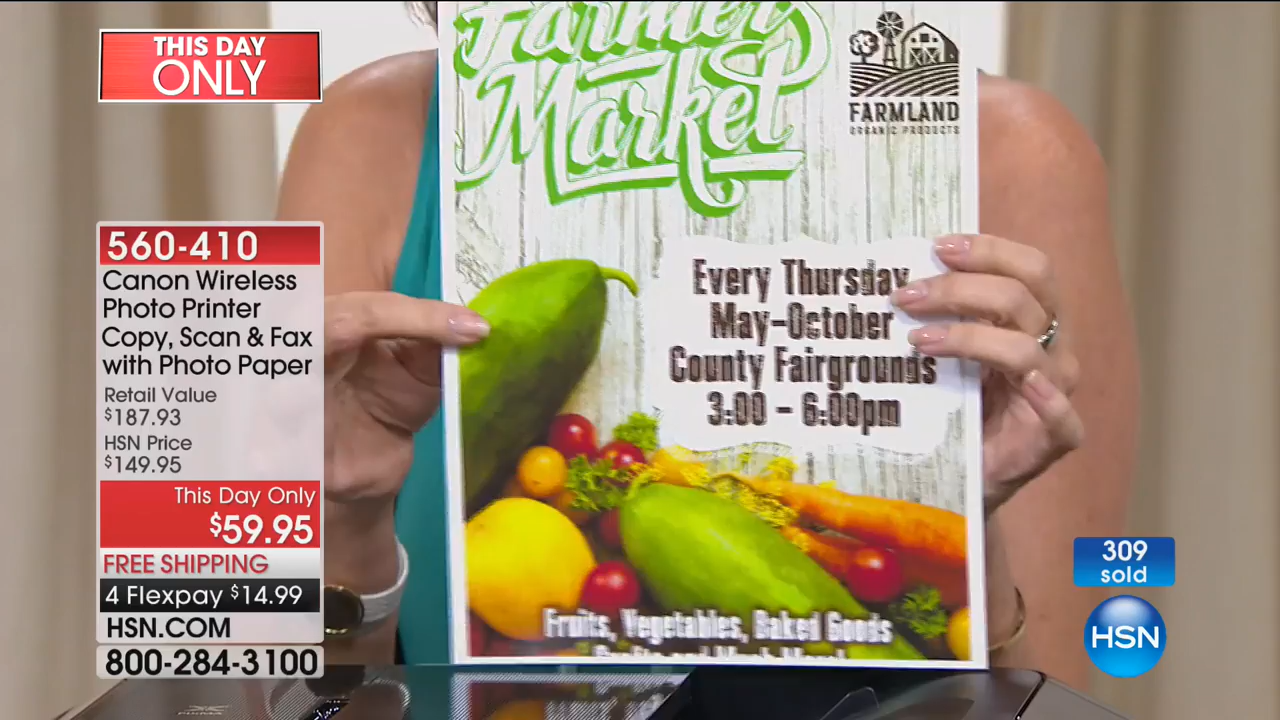 THIS DAY
ONLY
560-410
Canon Wireless
Photo Printer
Copy, Scan & Fax
with Photo Paper
Retail Value
$187.93
HSN Price
$149.95
This Day Only
$59.95
FREE SHIPPING
4 Flexpay $14.99
HSN.COM
800-284-3100
Farmer
Market
FARMLAND
ORGANIC PRODUCTS
Every Thursday
May-October
County Fairgrounds
3:00 - 6:00pm
Fruits, Vegetables, Baked Goods
309
sold
HSN